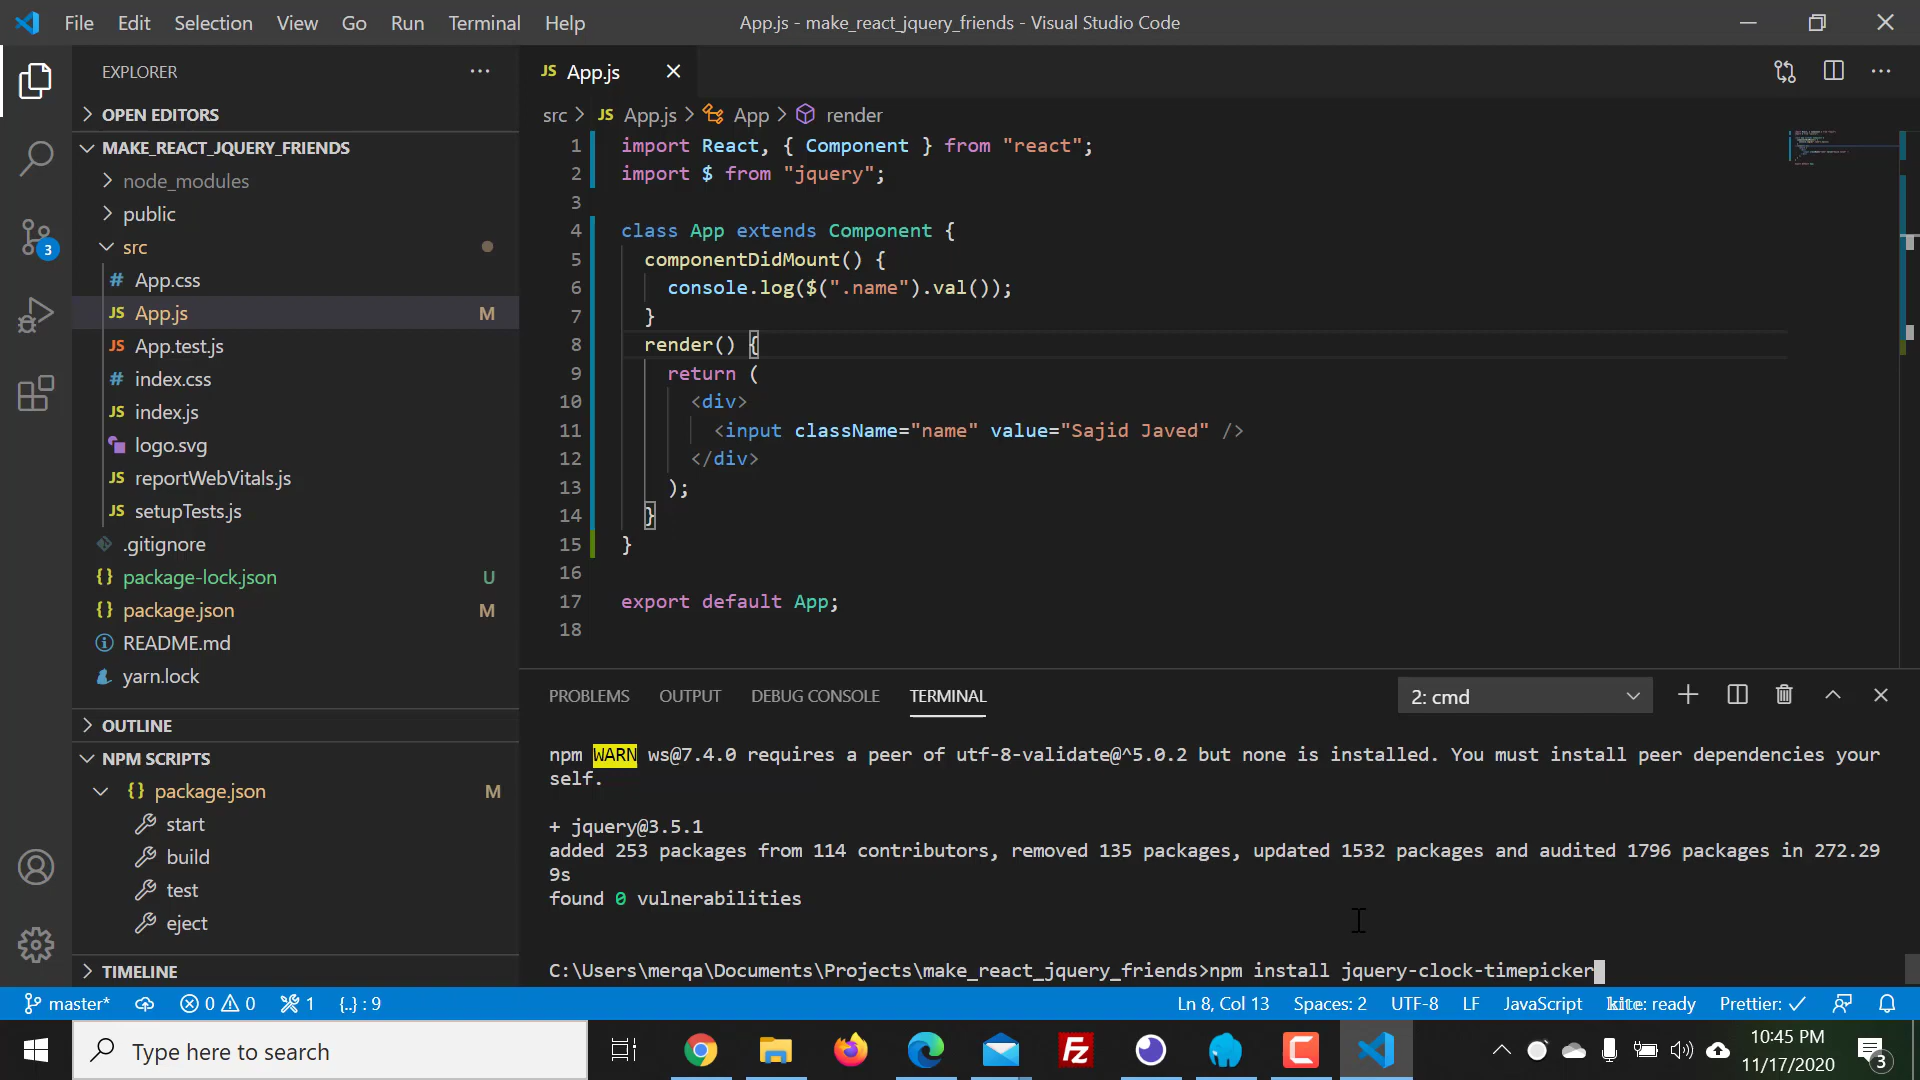 File Edit Selection View Go Run Terminal Help
App.js - make_react_jquery_friends - Visual Studio Code
EXPLORER
OPEN EDITORS
MAKE_REACT_JQUERY_FRIENDS
node_modules
public
src
# App.css
JS App.js M
JS App.test.js
# index.css
JS index.js
logo.svg
JS reportWebVitals.js
JS setupTests.js
.gitignore
{} package-lock.json U
{} package.json M
README.md
yarn.lock
OUTLINE
NPM SCRIPTS
{} package.json M
start
build
test
eject
TIMELINE
3
JS App.js
src > JS App.js > App > render
1 import React, { Component } from "react";
2 import $ from "jquery";
3
4 class App extends Component {
5 componentDidMount() {
6 console.log($(".name").val());
7 }
8 render() {
9 return (
10 <div>
11 <input className="name" value="Sajid Javed" />
12 </div>
13 );
14 }
15 }
16
17 export default App;
18
PROBLEMS OUTPUT DEBUG CONSOLE TERMINAL
2: cmd
npm WARN ws@7.4.0 requires a peer of utf-8-validate@^5.0.2 but none is installed. You must install peer dependencies your
self.
+ jquery@3.5.1
added 253 packages from 114 contributors, removed 135 packages, updated 1532 packages and audited 1796 packages in 272.29
9s
found 0 vulnerabilities
C:\Users\merqa\Documents\Projects\make_react_jquery_friends>npm install jquery-clock-timepicker
master* 0 0 1 {..} : 9
Ln 8, Col 13 Spaces: 2 UTF-8 LF JavaScript kite: ready Prettier: ✓
Type here to search
Fz
10:45 PM
11/17/2020
3